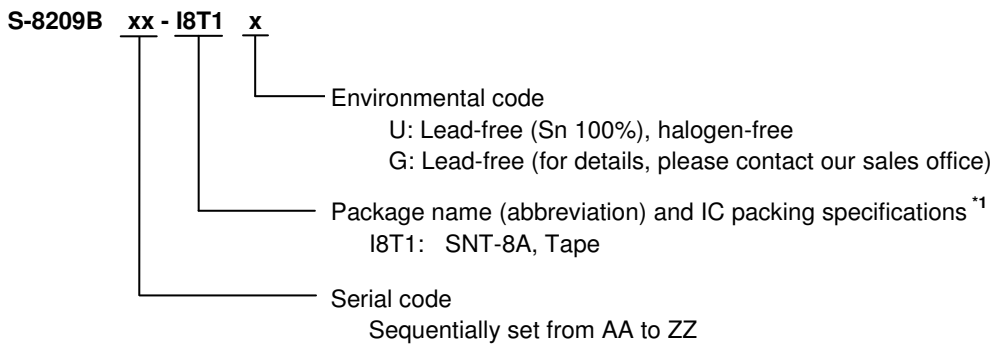 S-8209B xx - I8T1 x
Environmental code
U: Lead-free (Sn 100%), halogen-free
G: Lead-free (for details, please contact our sales office)
Package name (abbreviation) and IC packing specifications *1
I8T1: SNT-8A, Tape
Serial code
Sequentially set from AA to ZZ